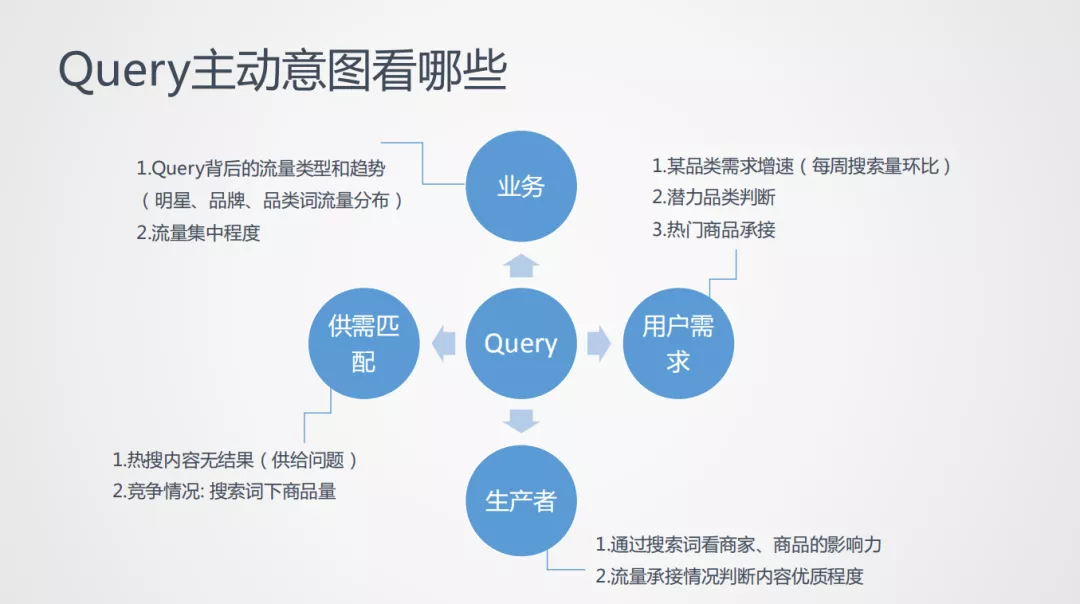 Query主动意图看哪些
1.Query背后的流量类型和趋势
（明星、品牌、品类词流量分布）
2.流量集中程度
业务
1.某品类需求增速（每周搜索量环比）
2.潜力品类判断
3.热门商品承接
供需匹
配
Query
用户需
求
1.热搜内容无结果（供给问题）
2.竞争情况: 搜索词下商品量
生产者
1.通过搜索词看商家、商品的影响力
2.流量承接情况判断内容优质程度